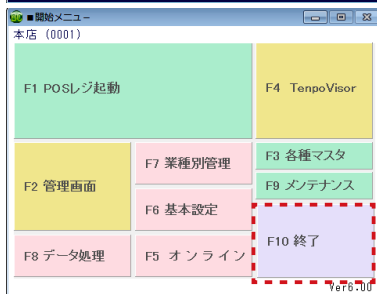 ■開始メニュー
本店 (0001)
F1 POSレジ起動
F4 TenpoVisor
F7 業種別管理
F3 各種マスタ
F2 管理画面
F9 メンテナンス
F6 基本設定
F10 終了
F8 データ処理
F5 オンライン
Ver6.00